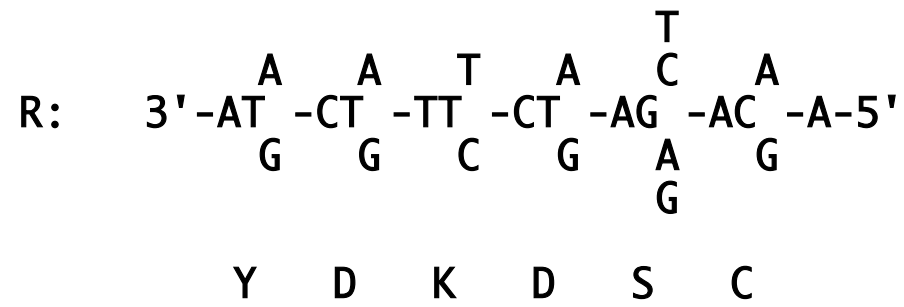 T
A A T A C A
R: 3'-AT -CT -TT -CT -AG -AC -A-5'
G G C G A G
G
Y D K D S C